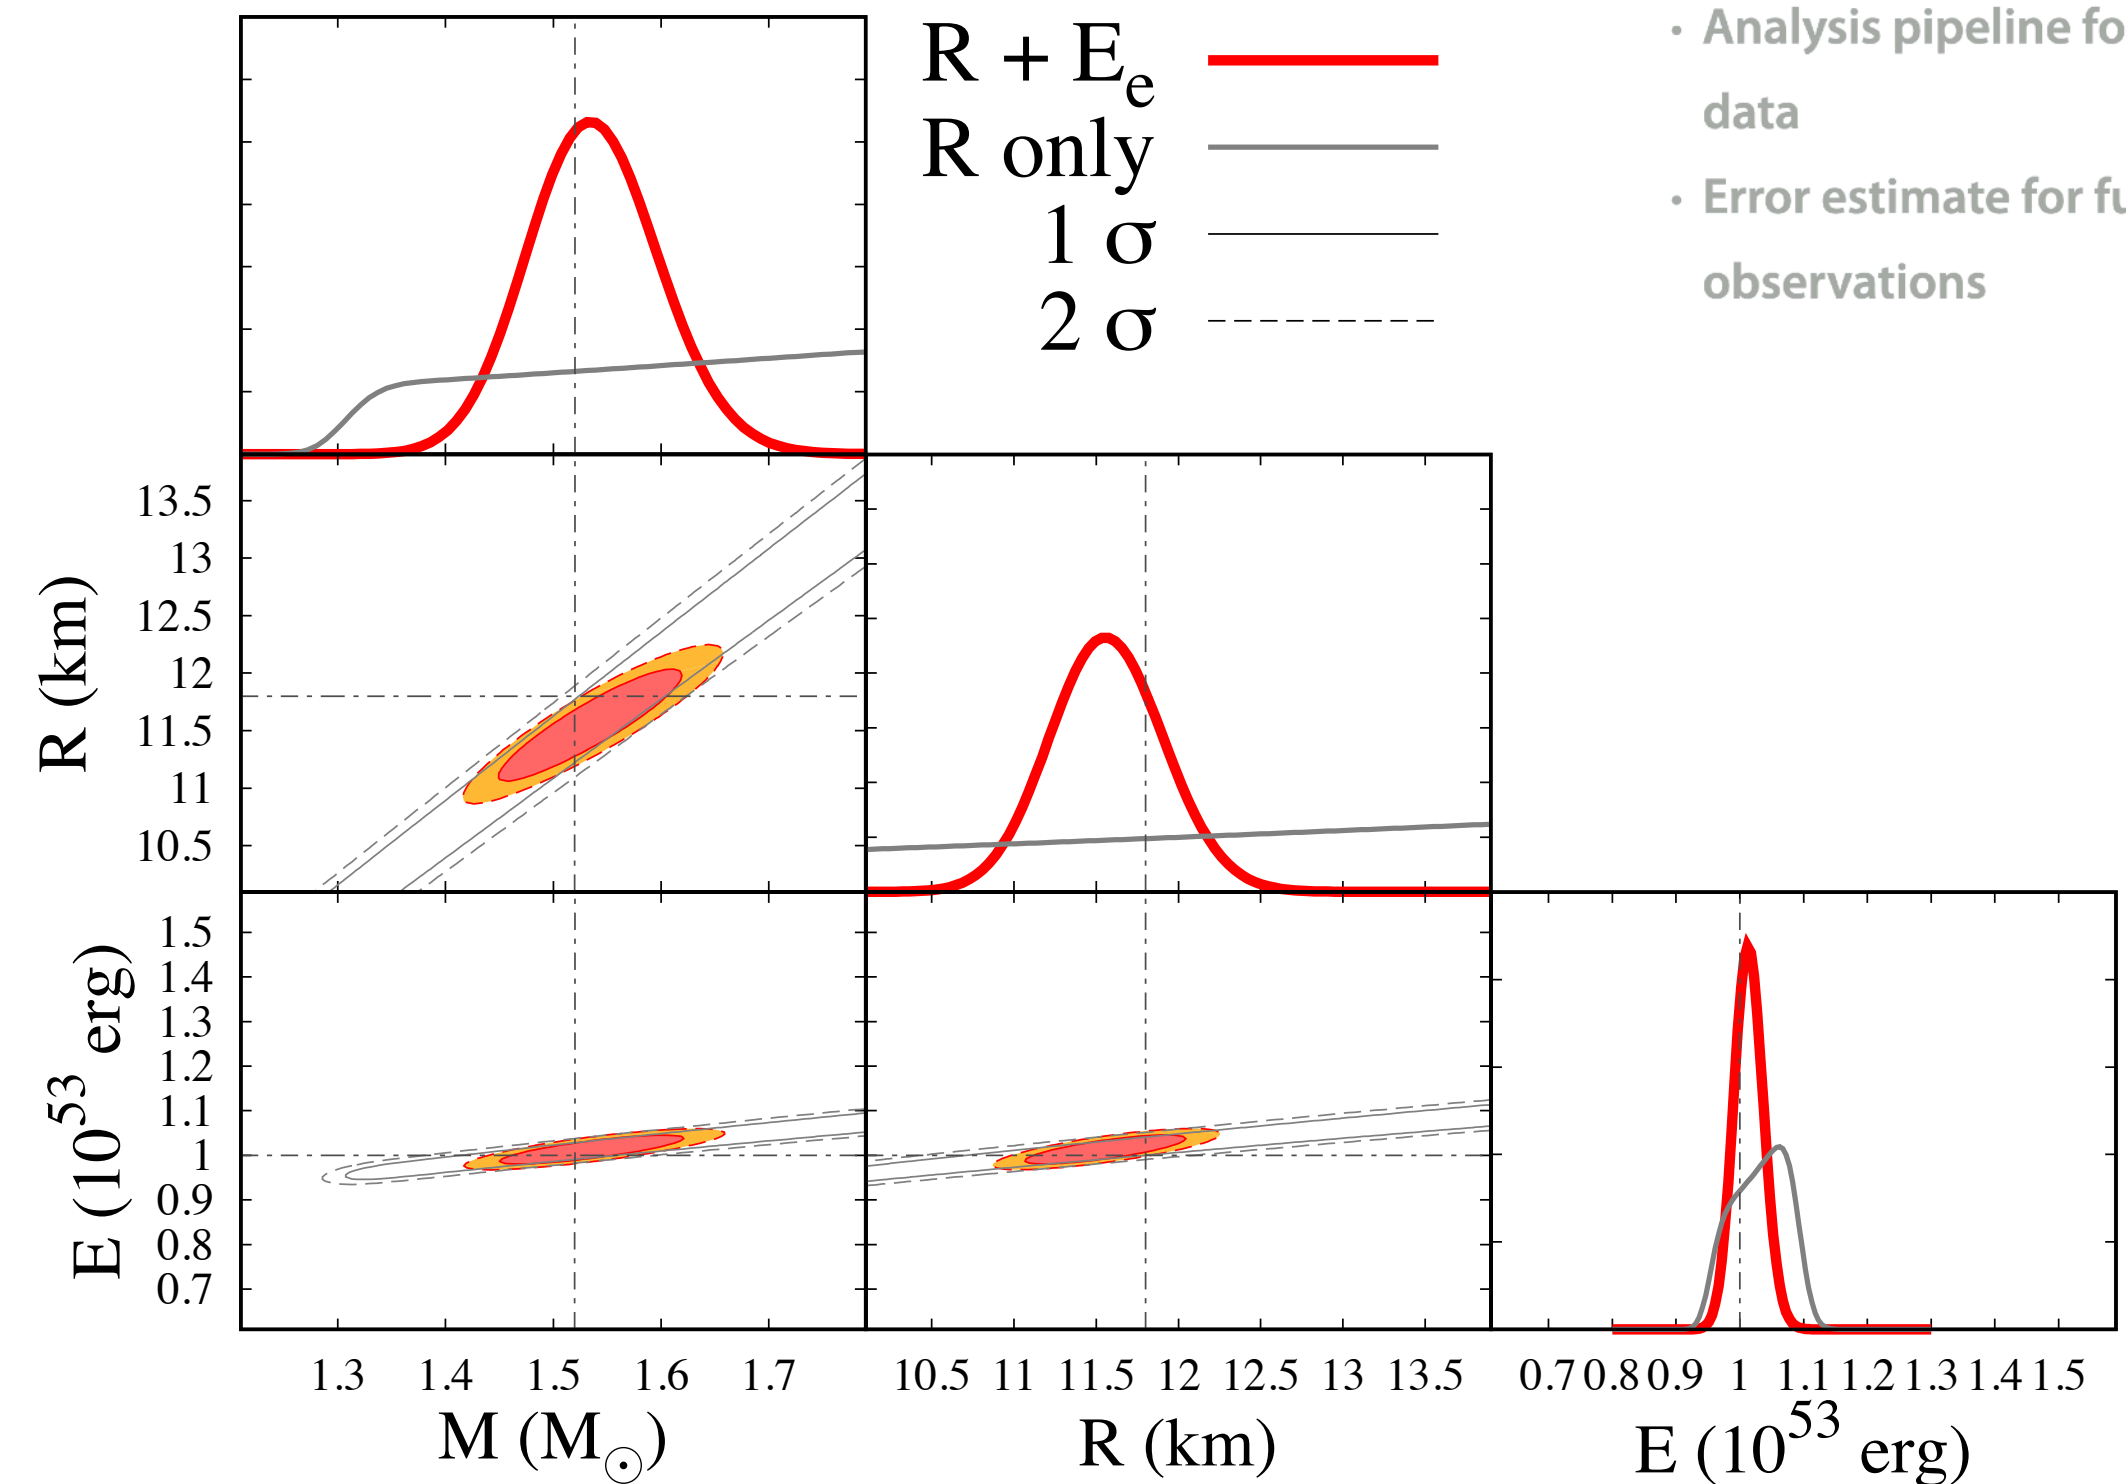 R + Ee
R only
1 σ
2 σ
• Analysis pipeline fo
data
• Error estimate for fu
observations
R (km)
13.5
13
12.5
12
11.5
11
10.5
E (10^53 erg)
1.5
1.4
1.3
1.2
1.1
1
0.9
0.8
0.7
1.3 1.4 1.5 1.6 1.7
M (M☉)
10.5 11 11.5 12 12.5 13 13.5
R (km)
0.7 0.8 0.9 1 1.1 1.2 1.3 1.4 1.5
E (10^53 erg)